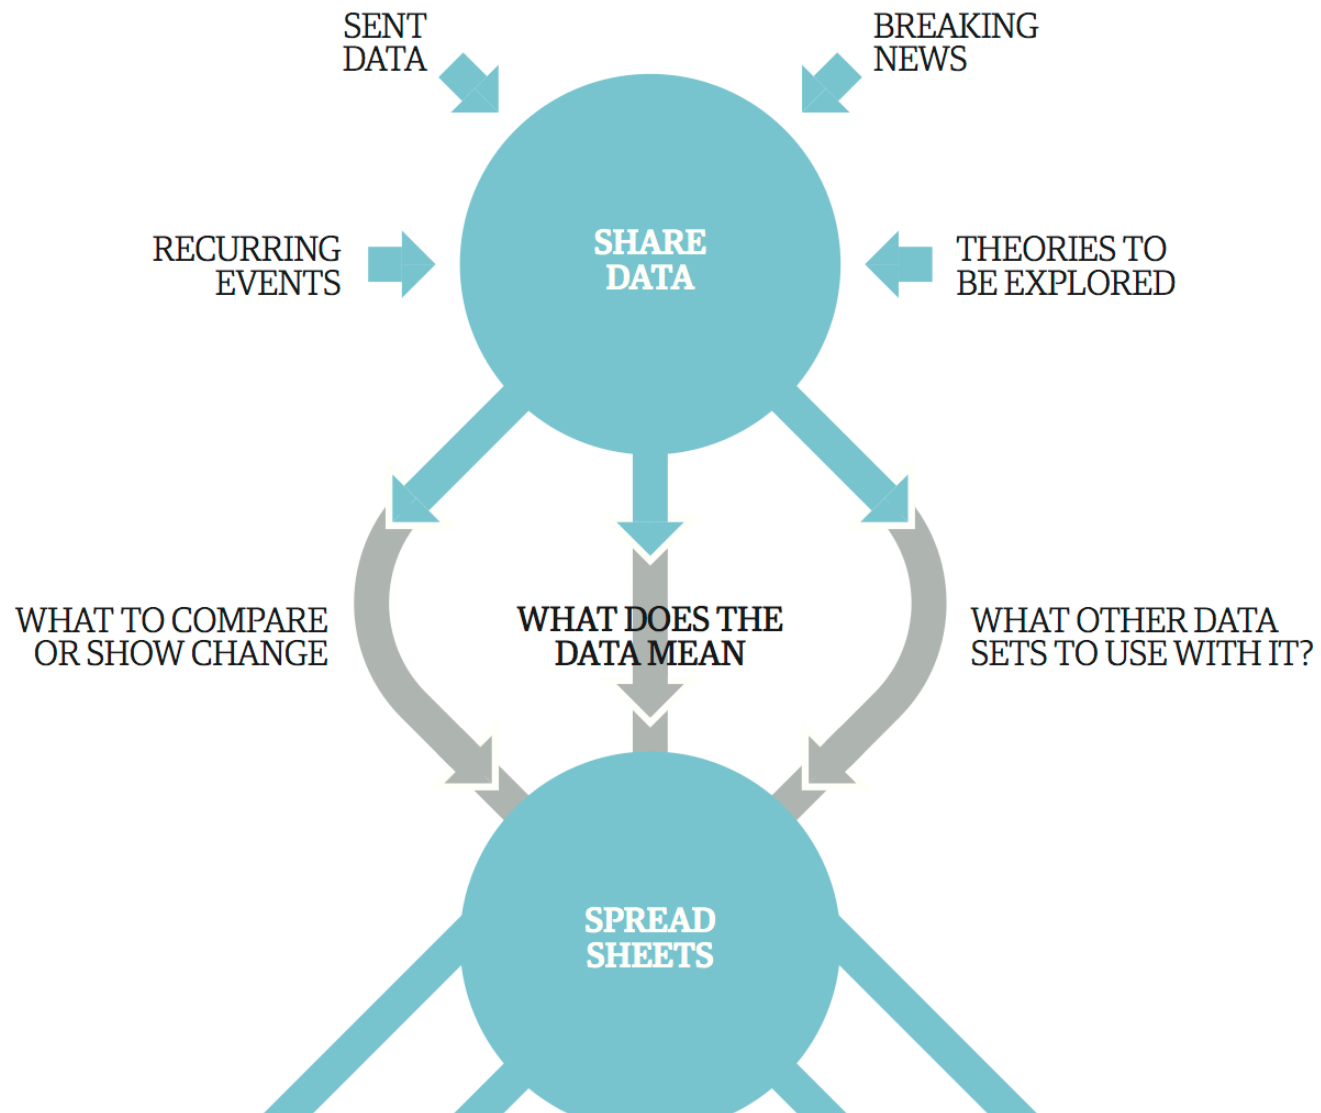 SENT
DATA
BREAKING
NEWS
RECURRING
EVENTS
SHARE
DATA
THEORIES TO
BE EXPLORED
WHAT TO COMPARE
OR SHOW CHANGE
WHAT DOES THE
DATA MEAN
WHAT OTHER DATA
SETS TO USE WITH IT?
SPREAD
SHEETS